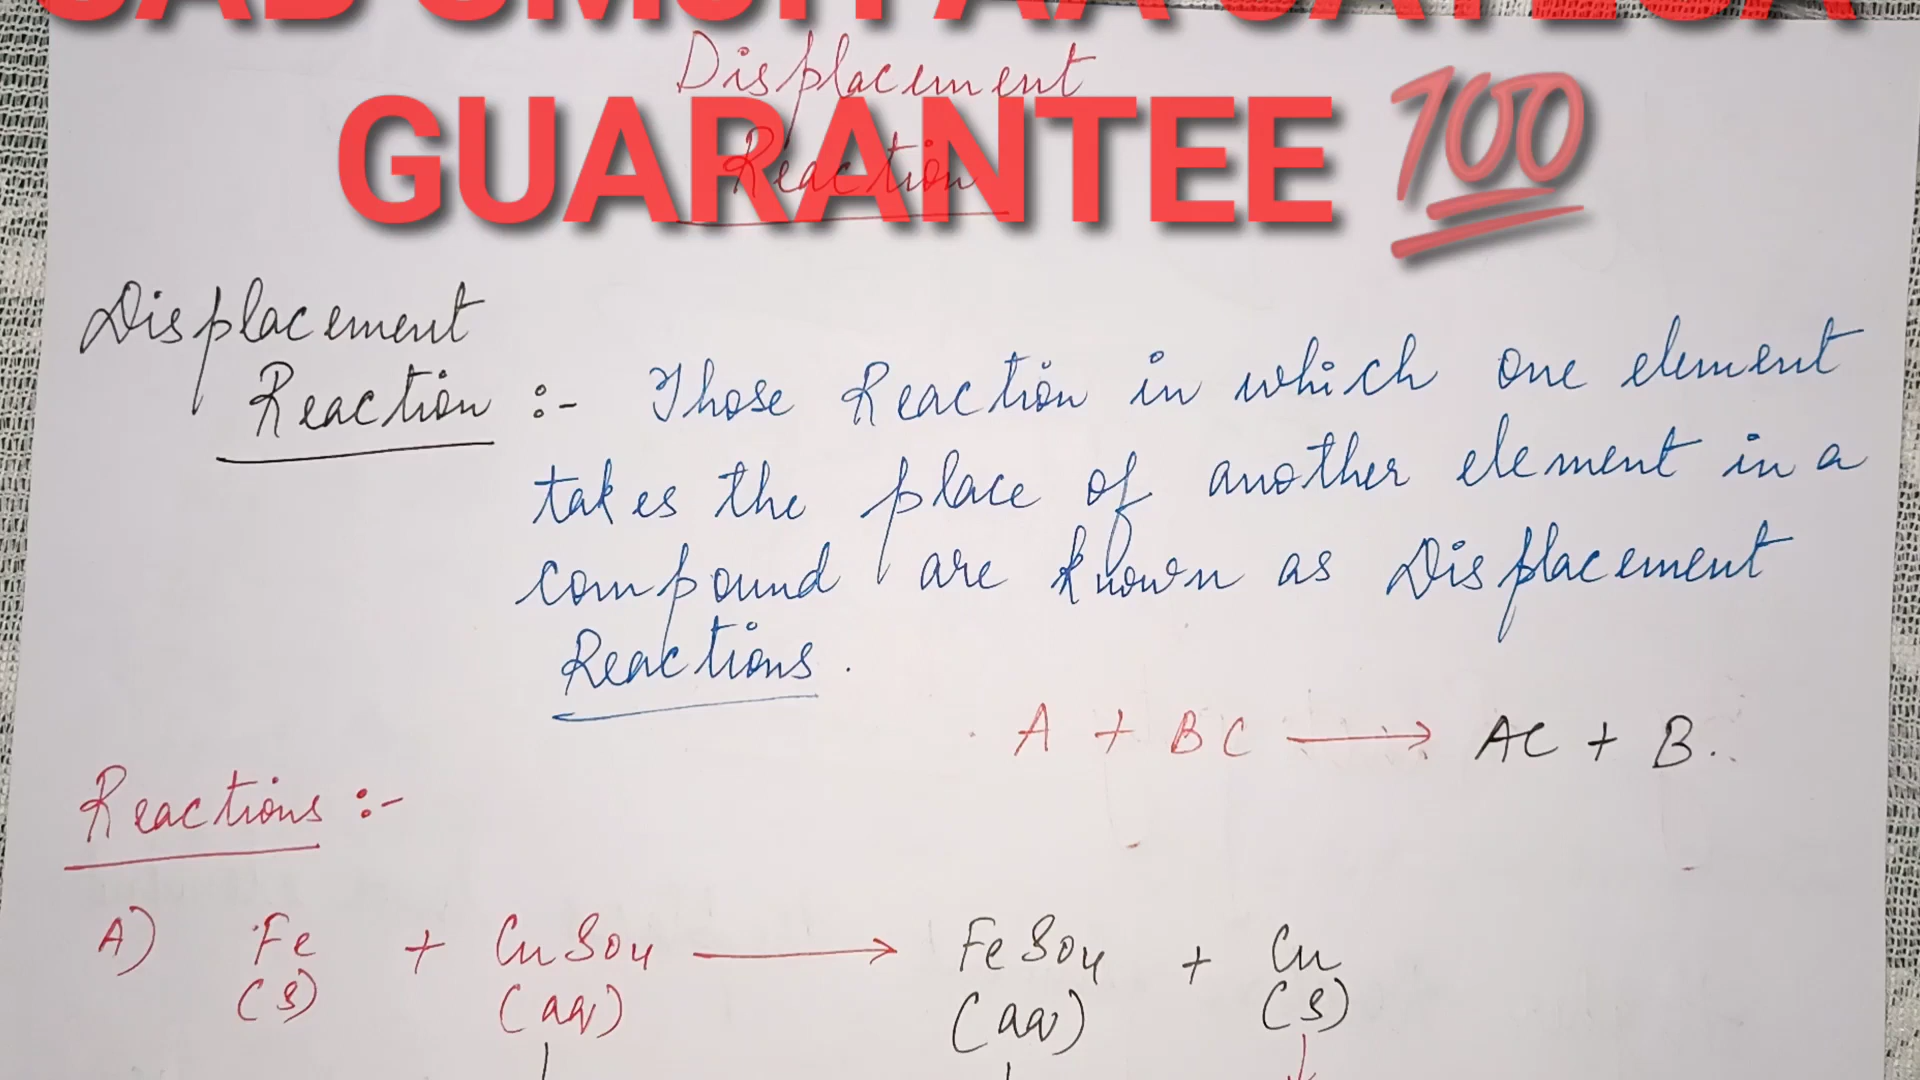 GUARANTEE 💯
Displacement
Reaction
Displacement
Reaction :- Those Reaction in which one element
takes the place of another element in a
compound are known as Displacement
Reactions.
A + BC → AC + B.
Reactions :-
A) Fe + CuSO4 → FeSO4 + Cu
(s) (aq) (aq) (s)